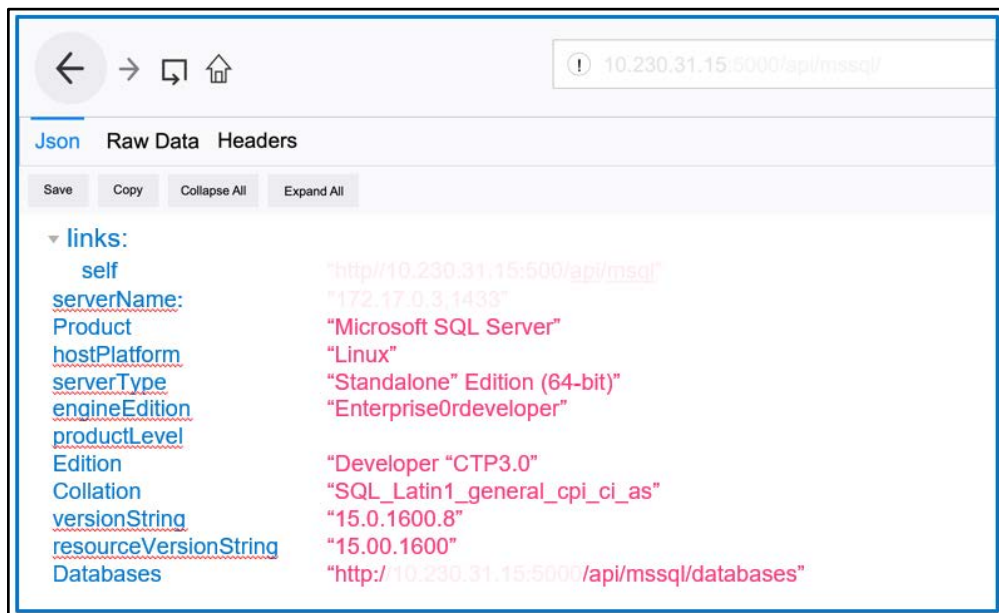 ! 10.230.31.15:5000/api/mssql/
Json Raw Data Headers
Save Copy Collapse All Expand All
links:
self "http//10.230.31.15:500/api/msql"
serverName: "172.17.0.3.1433"
Product “Microsoft SQL Server”
hostPlatform “Linux”
serverType “Standalone” Edition (64-bit)”
engineEdition “Enterprise0rdeveloper”
productLevel
Edition “Developer “CTP3.0”
Collation “SQL_Latin1_general_cpi_ci_as”
versionString “15.0.1600.8”
resourceVersionString “15.00.1600”
Databases “http:/10.230.31.15:5000/api/mssql/databases”